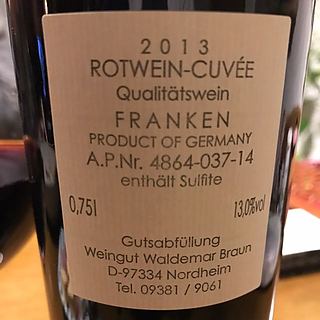 2013
ROTWEIN-CUVÉE
Qualitätswein
FRANKEN
PRODUCT OF GERMANY
A.P.Nr. 4864-037-14
enthält Sulfite
0,75l 13,0%vol
Gutsabfüllung
Weingut Waldemar Braun
D-97334 Nordheim
Tel. 09381 / 9061